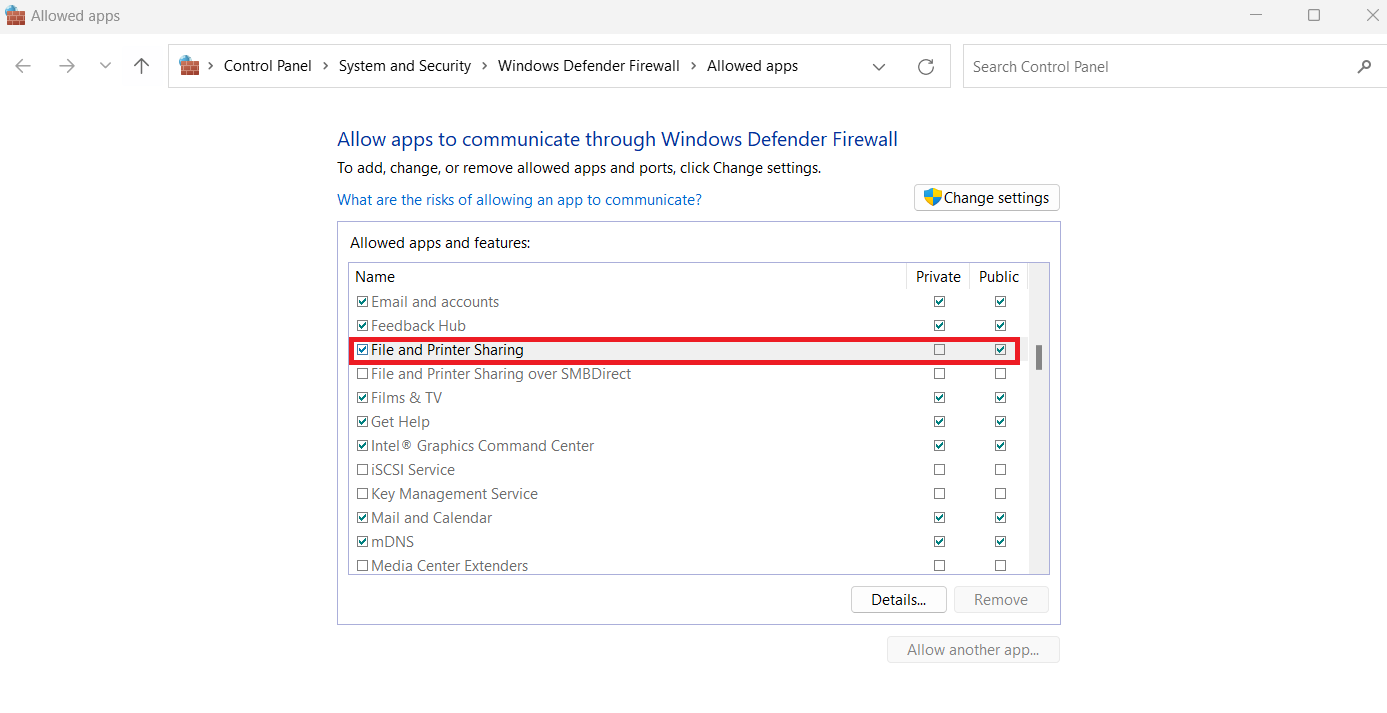 Allowed apps
Control Panel > System and Security > Windows Defender Firewall > Allowed apps
Search Control Panel
Allow apps to communicate through Windows Defender Firewall
To add, change, or remove allowed apps and ports, click Change settings.
What are the risks of allowing an app to communicate?
Change settings
Allowed apps and features:
Name Private Public
Email and accounts
Feedback Hub
File and Printer Sharing
File and Printer Sharing over SMBDirect
Films & TV
Get Help
Intel® Graphics Command Center
iSCSI Service
Key Management Service
Mail and Calendar
mDNS
Media Center Extenders
Details... Remove
Allow another app...